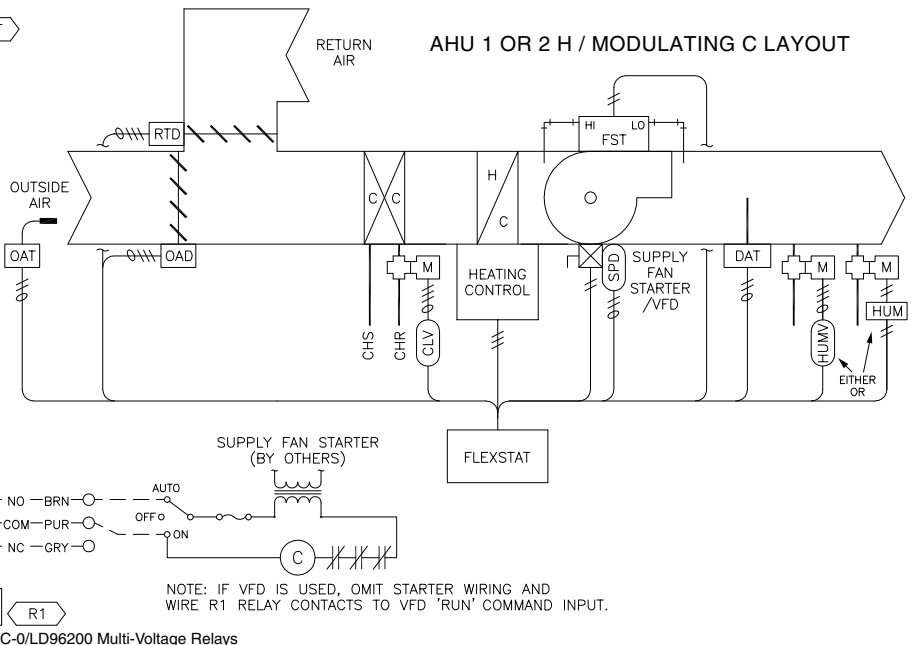 AHU 1 OR 2 H / MODULATING C LAYOUT
RETURN
AIR
RTD
HI
LO
FST
OUTSIDE
AIR
C
C
H
C
OAT
OAD
M
HEATING
CONTROL
SPD
SUPPLY
FAN
STARTER
/VFD
DAT
M
M
CHS
CHR
CLV
HUMV
HUM
EITHER
OR
FLEXSTAT
SUPPLY FAN STARTER
(BY OTHERS)
NO BRN
AUTO
OFF
COM PUR
ON
NC GRY
C
NOTE: IF VFD IS USED, OMIT STARTER WIRING AND
WIRE R1 RELAY CONTACTS TO VFD 'RUN' COMMAND INPUT.
R1
C-0/LD96200 Multi-Voltage Relays